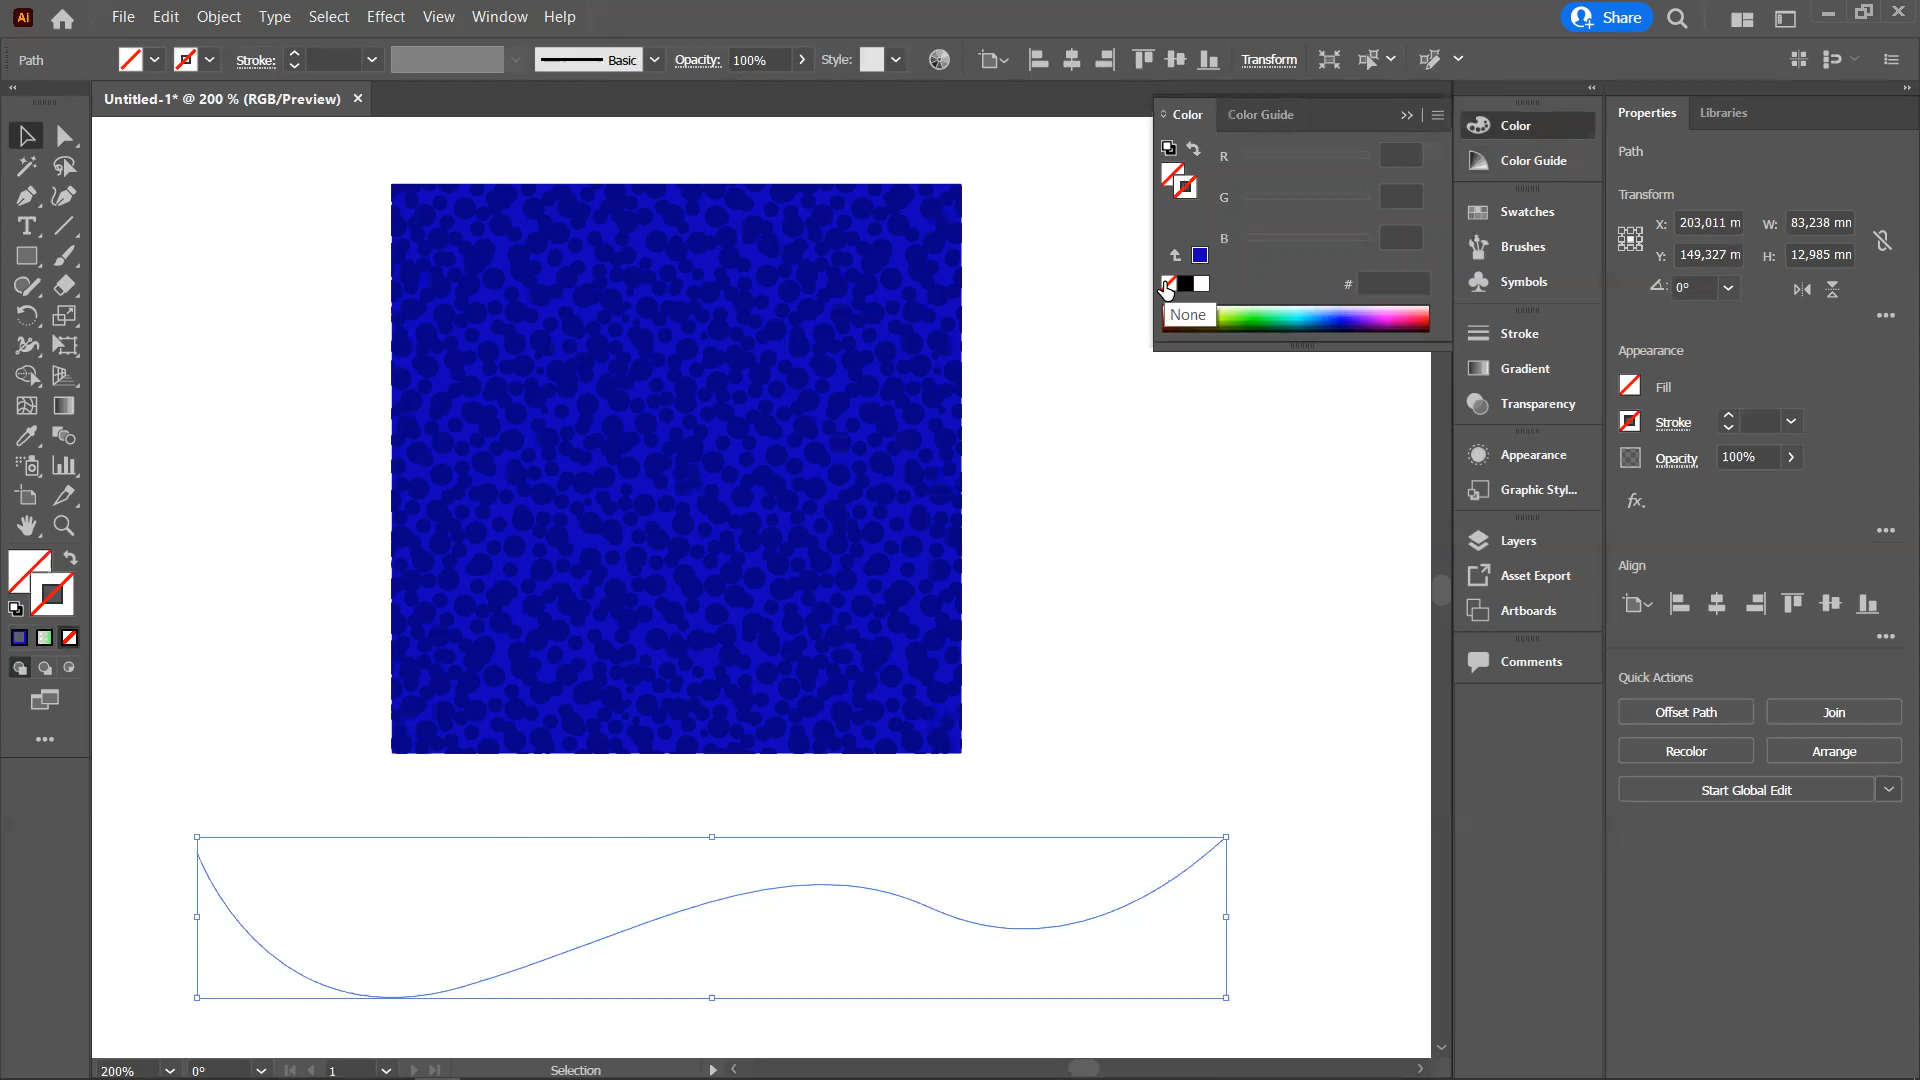 Ai File Edit Object Type Select Effect View Window Help Share
Path Stroke: Basic Opacity: 100% Style: Transform
Untitled-1* @ 200 % (RGB/Preview) ×
Color Color Guide
R
G
B
#
None
Color
Color Guide
Swatches
Brushes
Symbols
Stroke
Gradient
Transparency
Appearance
Graphic Styl...
Layers
Asset Export
Artboards
Comments
Properties Libraries
Path
Transform
X: 203,011 m W: 83,238 mn
Y: 149,327 m H: 12,985 mn
0°
Appearance
Fill
Stroke
Opacity 100%
fx.
Align
Quick Actions
Offset Path Join
Recolor Arrange
Start Global Edit
200% 0° 1 Selection